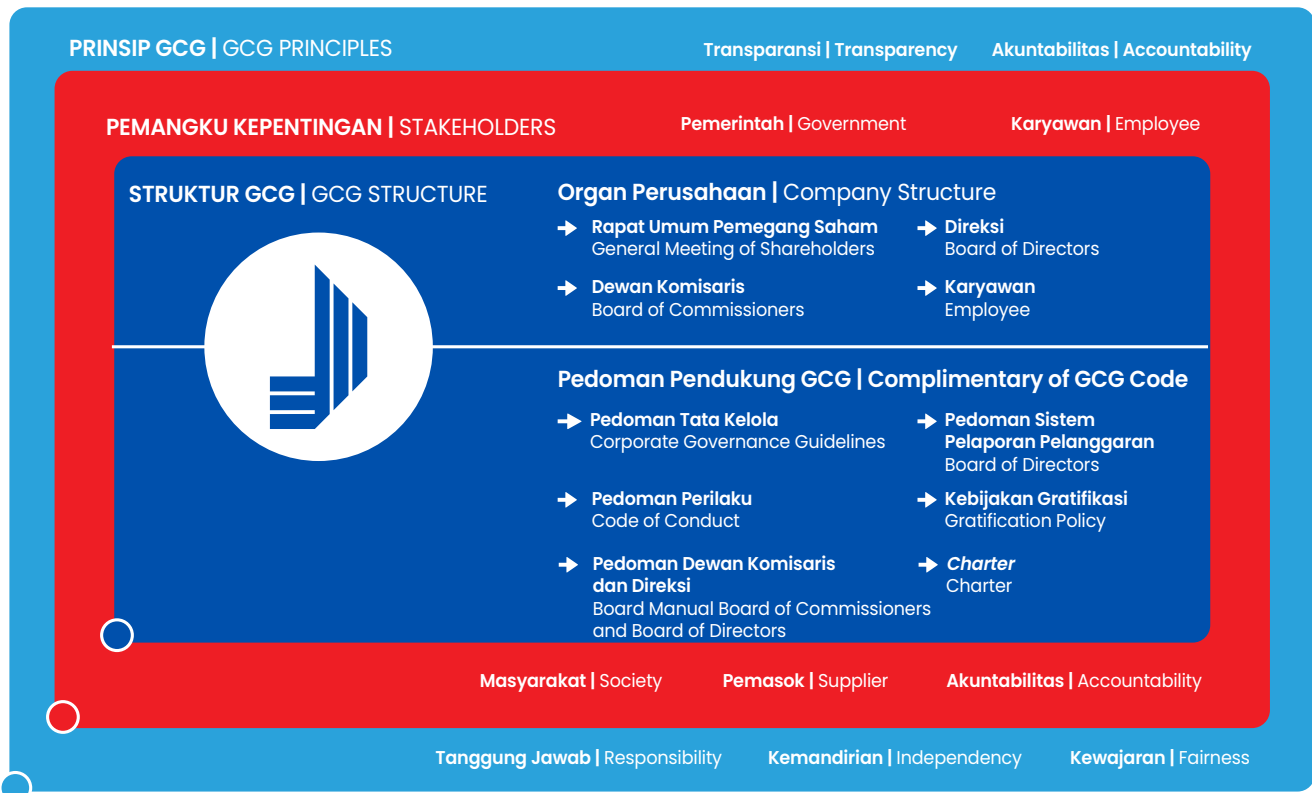 PRINSIP GCG | GCG PRINCIPLES
Transparansi | Transparency
Akuntabilitas | Accountability
PEMANGKU KEPENTINGAN | STAKEHOLDERS
Pemerintah | Government
Karyawan | Employee
STRUKTUR GCG | GCG STRUCTURE
Organ Perusahaan | Company Structure
Rapat Umum Pemegang Saham
General Meeting of Shareholders
Direksi
Board of Directors
Dewan Komisaris
Board of Commissioners
Karyawan
Employee
Pedoman Pendukung GCG | Complimentary of GCG Code
Pedoman Tata Kelola
Corporate Governance Guidelines
Pedoman Sistem
Pelaporan Pelanggaran
Board of Directors
Pedoman Perilaku
Code of Conduct
Kebijakan Gratifikasi
Gratification Policy
Pedoman Dewan Komisaris
dan Direksi
Board Manual Board of Commissioners
and Board of Directors
Charter
Charter
Masyarakat | Society
Pemasok | Supplier
Akuntabilitas | Accountability
Tanggung Jawab | Responsibility
Kemandirian | Independency
Kewajaran | Fairness